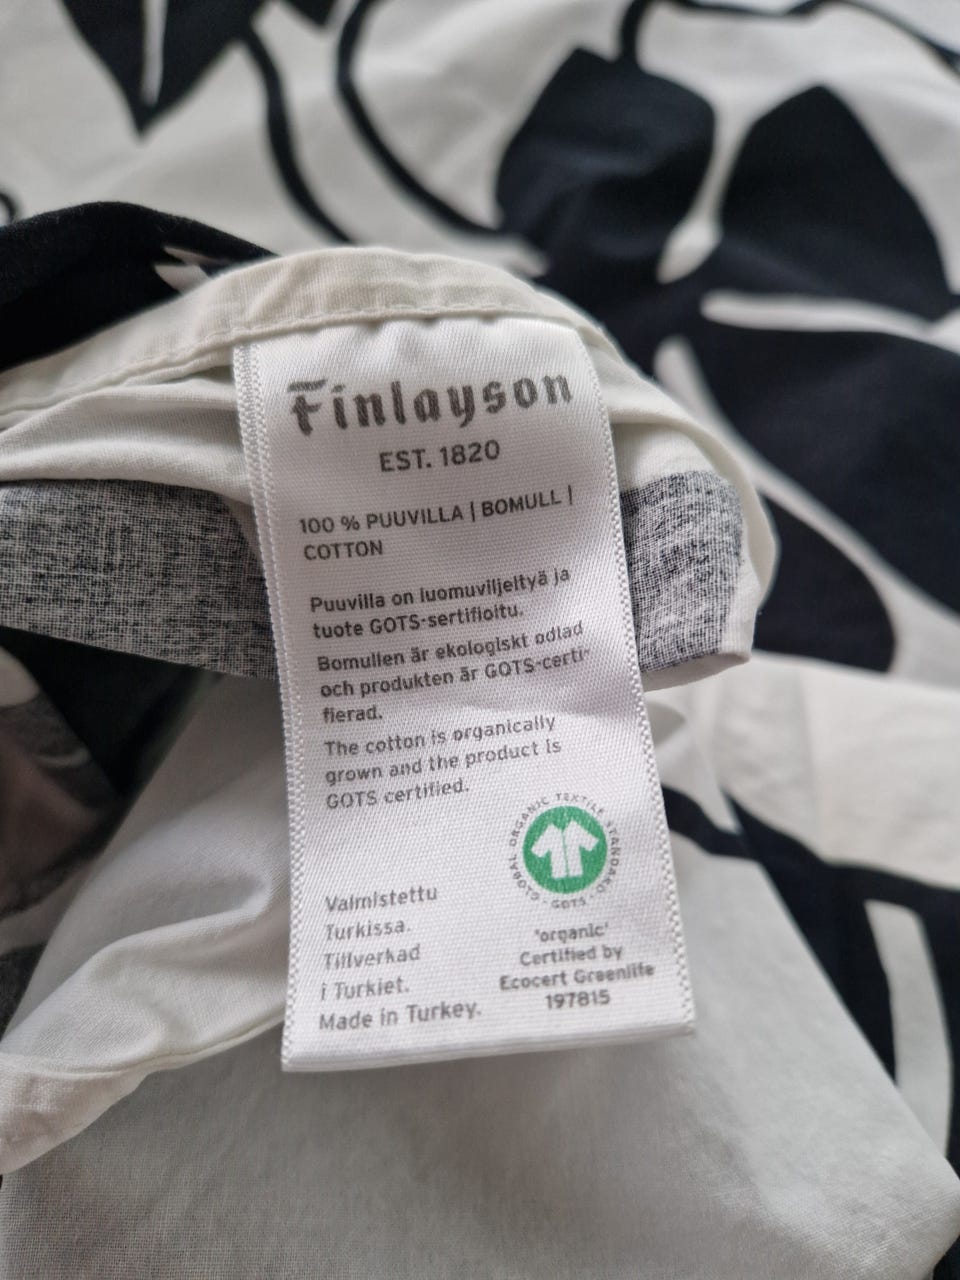 Finlayson
EST. 1820
100 % PUUVILLA | BOMULL |
COTTON
Puuvilla on luomuviljeltyä ja
tuote GOTS-sertifioitu.
Bomullen är ekologiskt odlad
och produkten är GOTS-certi-
fierad.
The cotton is organically
grown and the product is
GOTS certified.
GLOBAL ORGANIC TEXTILE STANDARD · GOTS ·
Valmistettu
Turkissa.
Tillverkad
i Turkiet.
Made in Turkey.
'organic'
Certified by
Ecocert Greenlife
197815